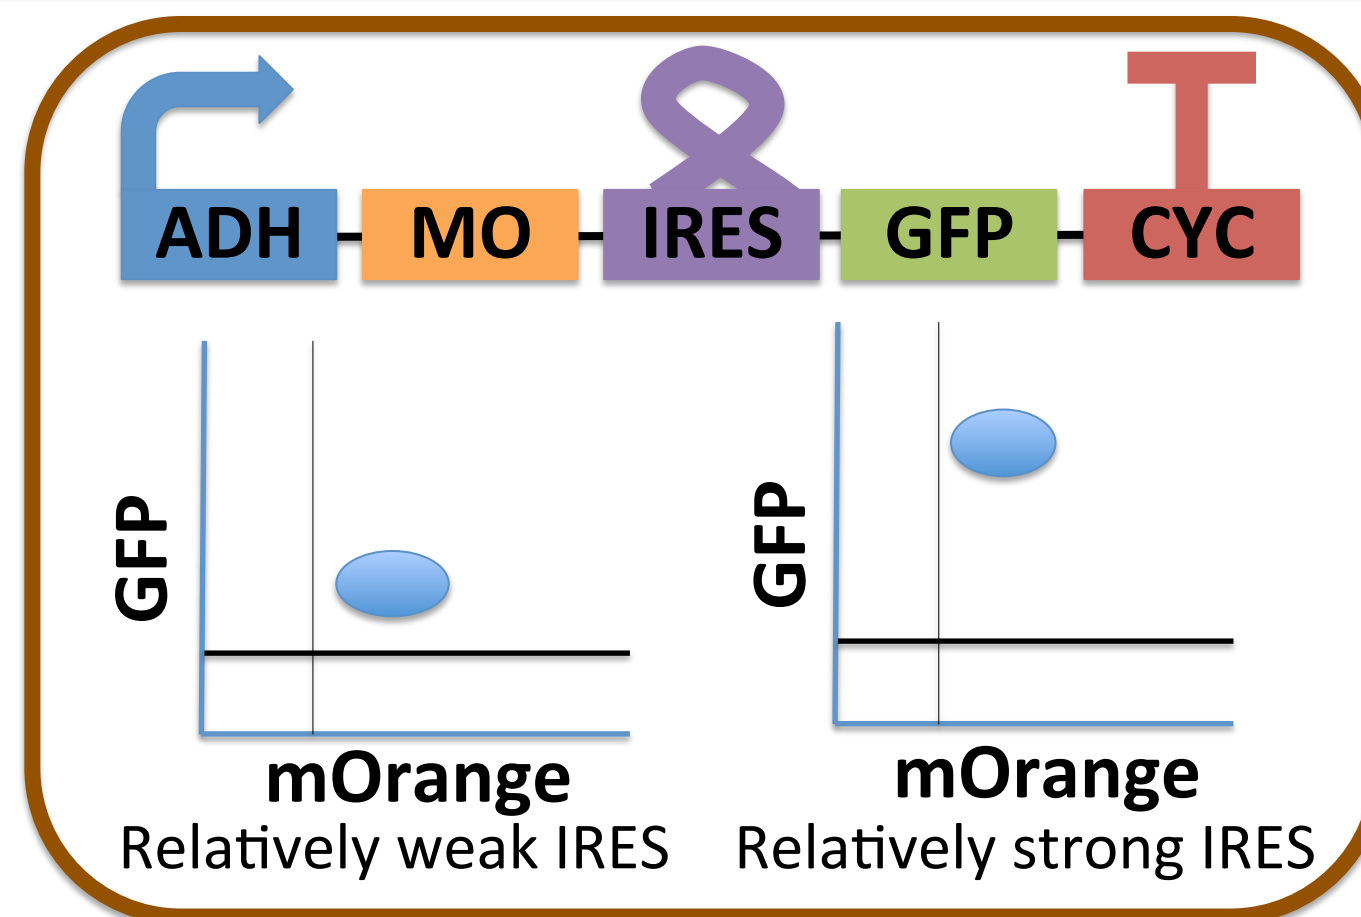 ADH MO IRES GFP CYC
GFP
mOrange
Relatively weak IRES
GFP
mOrange
Relatively strong IRES